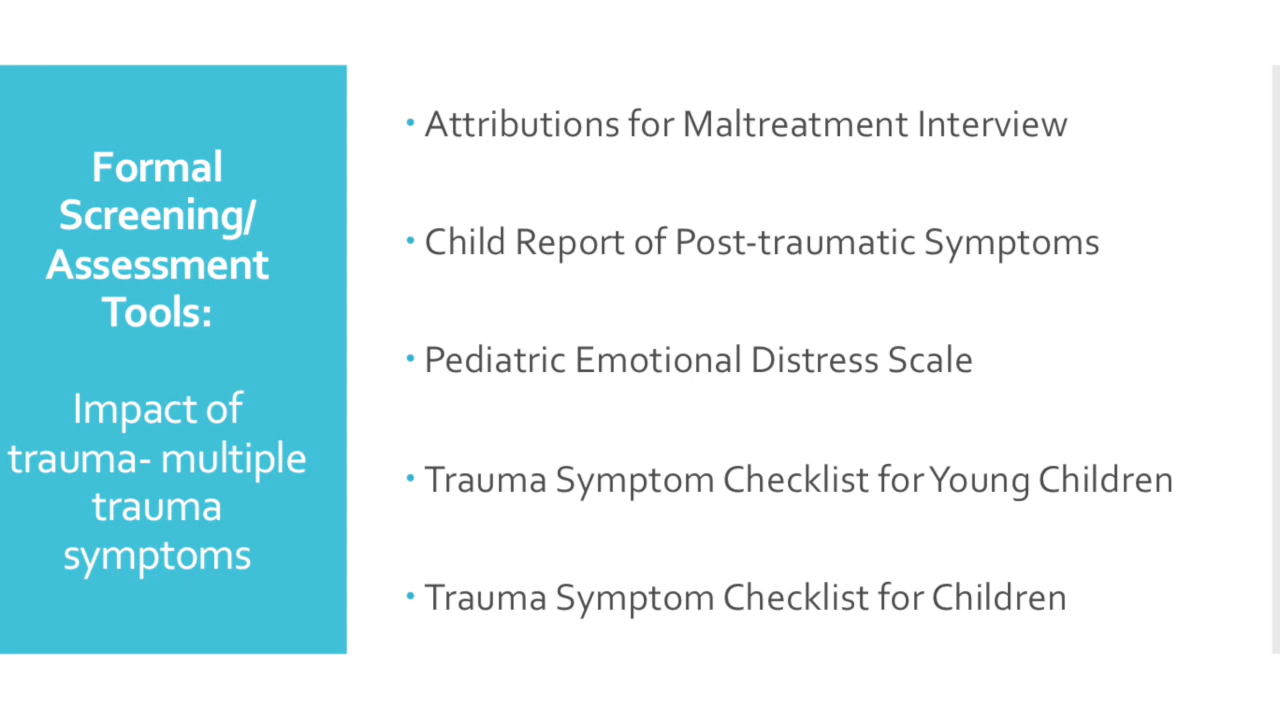 Formal
Screening/
Assessment
Tools:
Impact of
trauma- multiple
trauma
symptoms
• Attributions for Maltreatment Interview
• Child Report of Post-traumatic Symptoms
• Pediatric Emotional Distress Scale
• Trauma Symptom Checklist for Young Children
• Trauma Symptom Checklist for Children